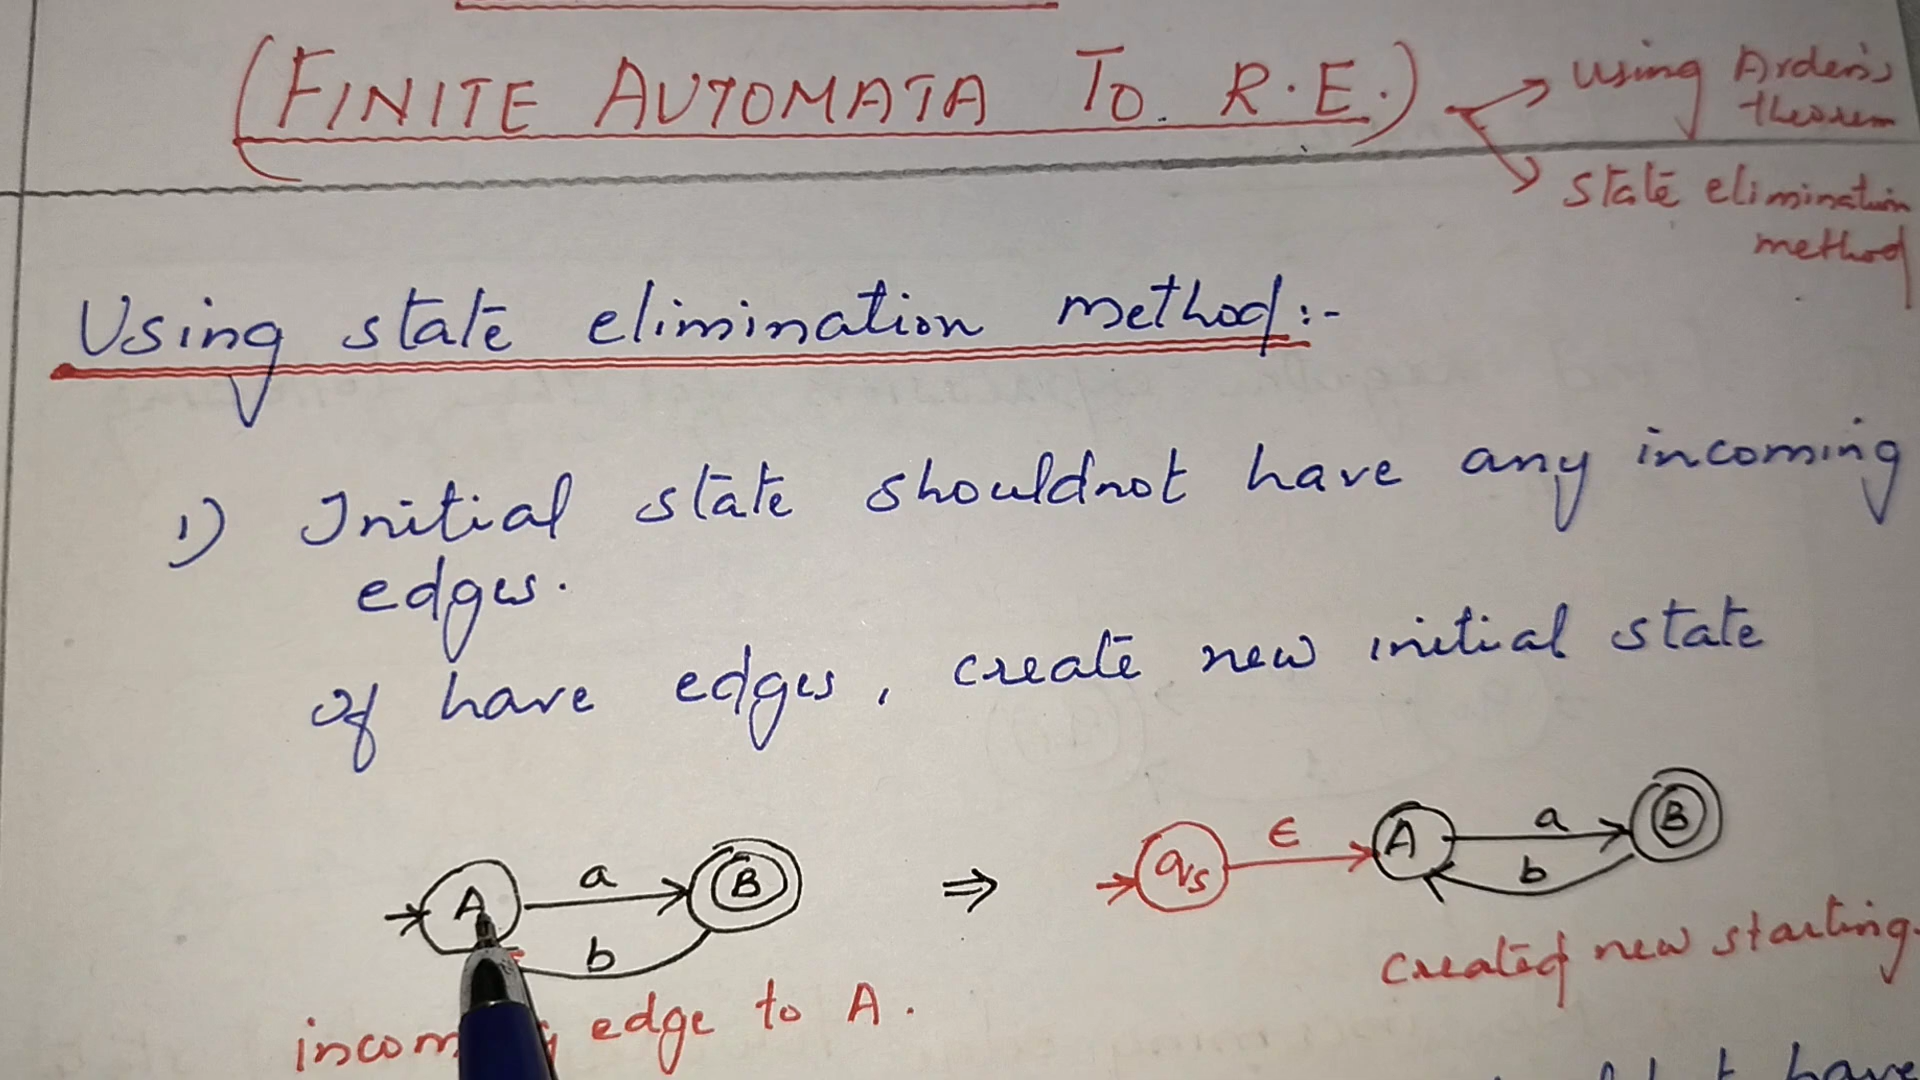 (FINITE AUTOMATA TO R.E.)
using Arden's
theorem
state elimination
method
Using state elimination method:-
1) Initial state shouldnot have any incoming
edges.
If have edges, create new initial state
A a B b
⇒
qs ε A a B b
edge to A.
created new starting
have